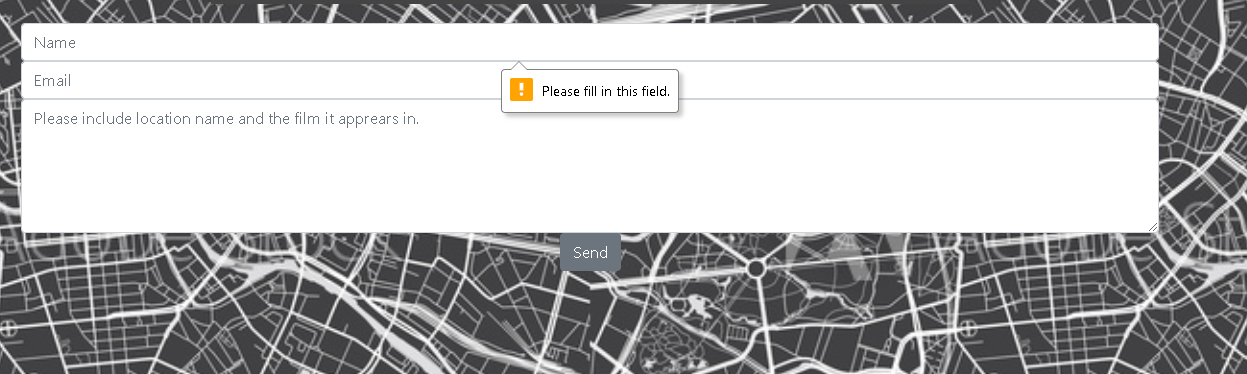 Name
Email
Please fill in this field.
Please include location name and the film it apprears in.
Send